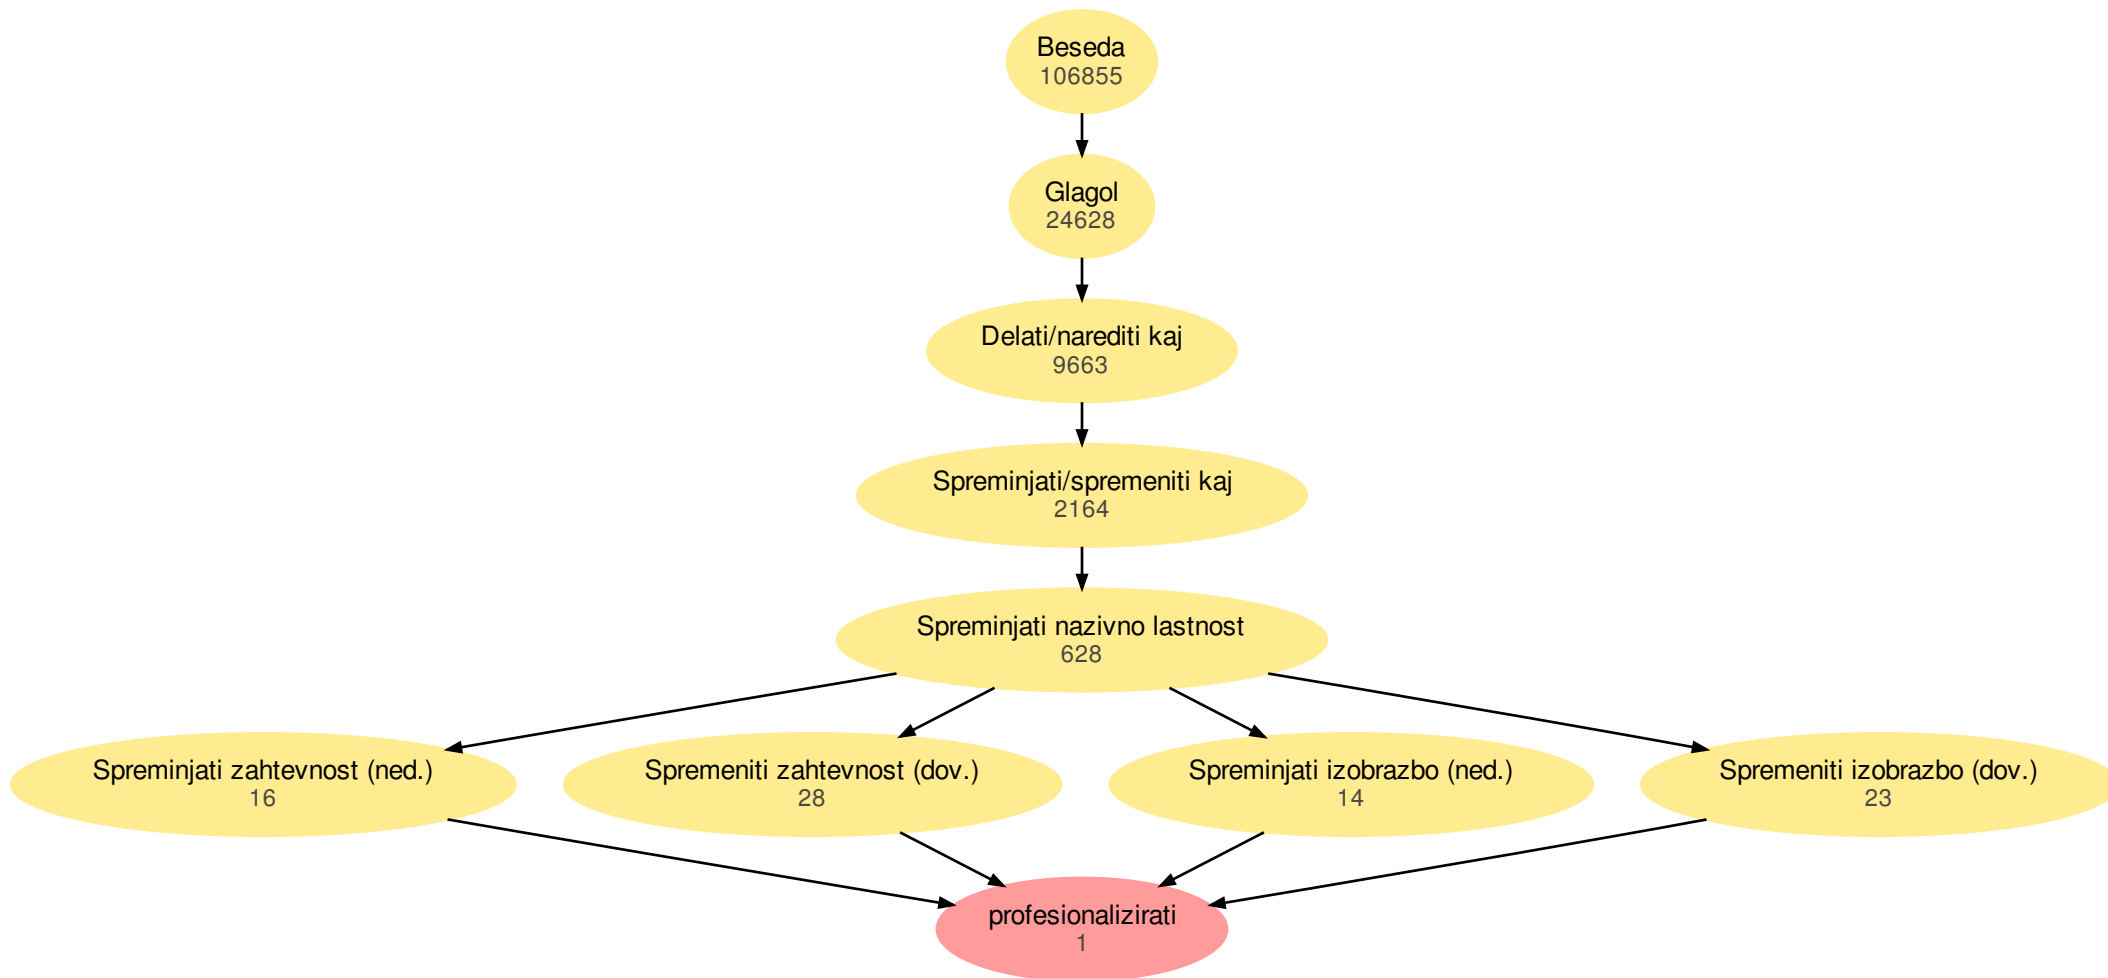 Beseda
106855
Glagol
24628
Delati/narediti kaj
9663
Spreminjati/spremeniti kaj
2164
Spreminjati nazivno lastnost
628
Spreminjati zahtevnost (ned.)
16
Spremeniti zahtevnost (dov.)
28
Spreminjati izobrazbo (ned.)
14
Spremeniti izobrazbo (dov.)
23
profesionalizirati
1